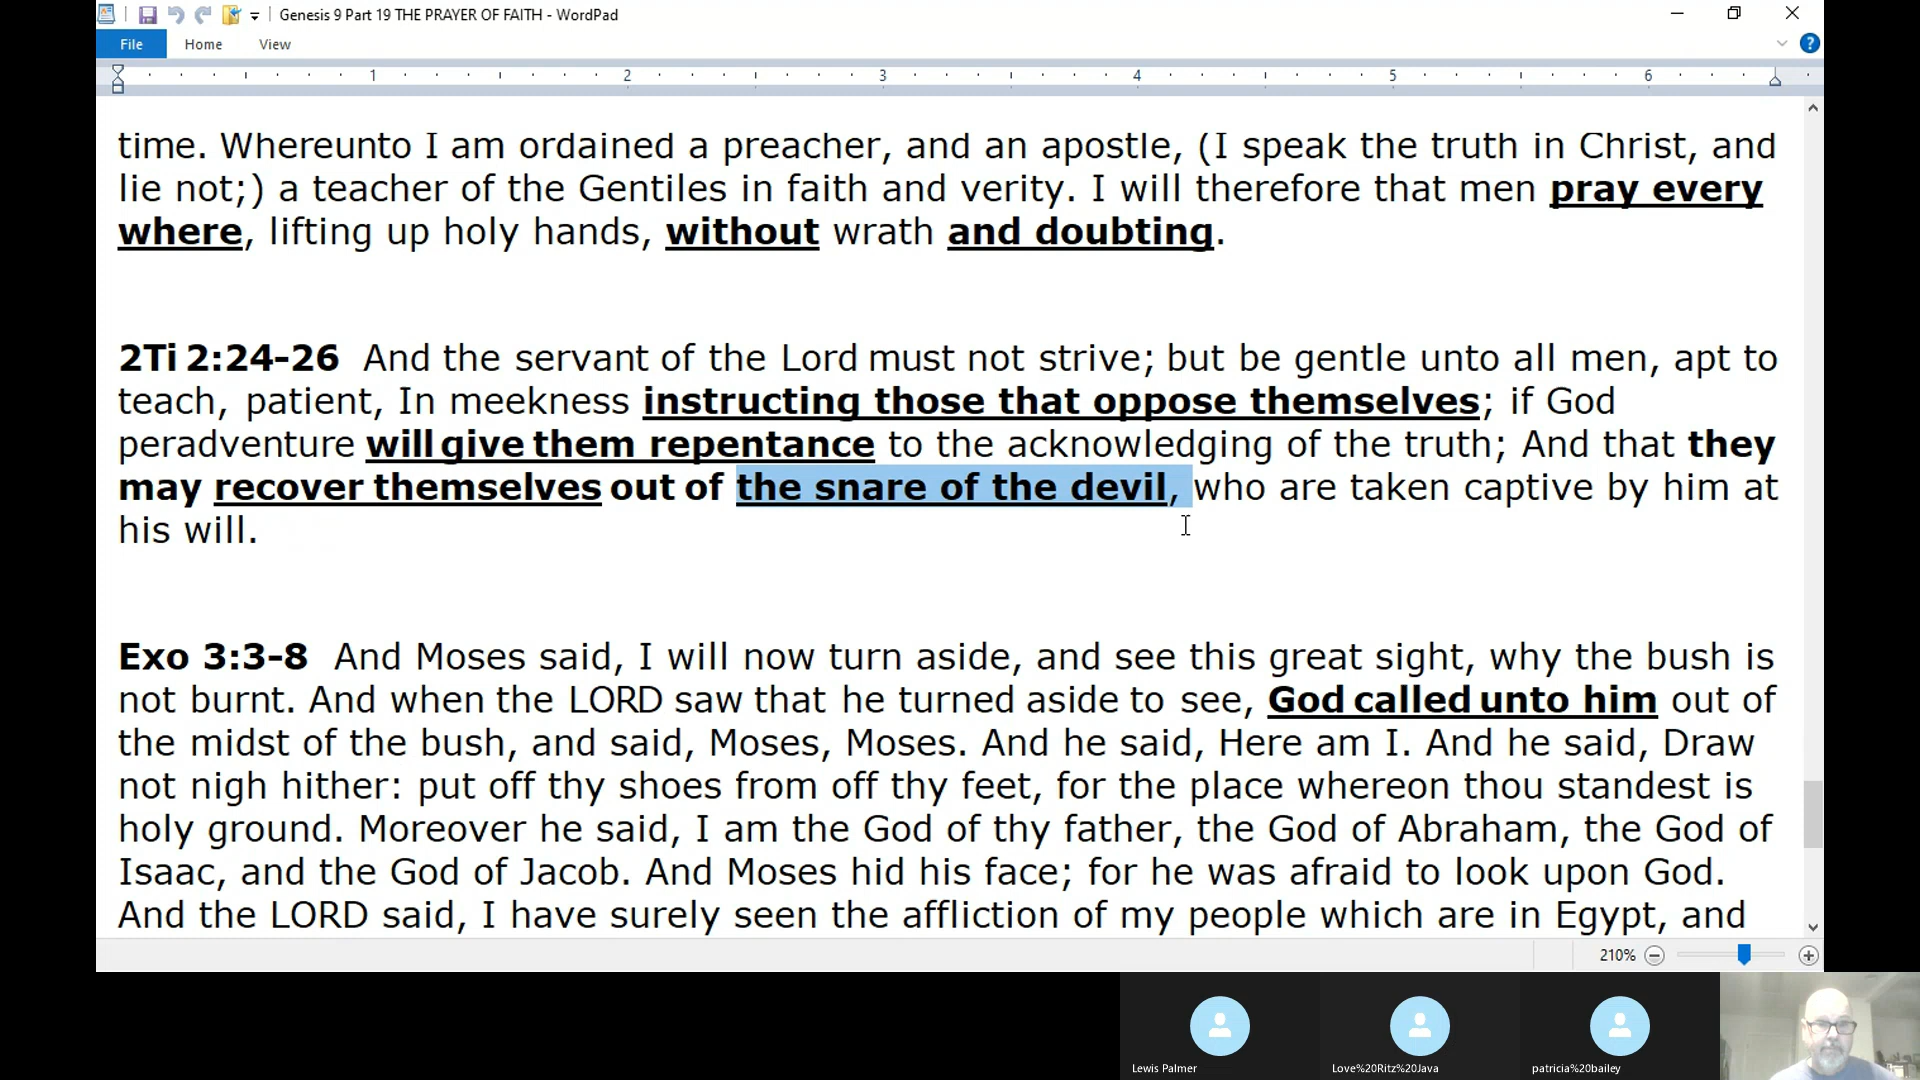 Genesis 9 Part 19 THE PRAYER OF FAITH - WordPad
File Home View
1 2 3 4 5 6
time. Whereunto I am ordained a preacher, and an apostle, (I speak the truth in Christ, and
lie not;) a teacher of the Gentiles in faith and verity. I will therefore that men pray every
where, lifting up holy hands, without wrath and doubting.
2Ti 2:24-26 And the servant of the Lord must not strive; but be gentle unto all men, apt to
teach, patient, In meekness instructing those that oppose themselves; if God
peradventure will give them repentance to the acknowledging of the truth; And that they
may recover themselves out of the snare of the devil, who are taken captive by him at
his will.
Exo 3:3-8 And Moses said, I will now turn aside, and see this great sight, why the bush is
not burnt. And when the LORD saw that he turned aside to see, God called unto him out of
the midst of the bush, and said, Moses, Moses. And he said, Here am I. And he said, Draw
not nigh hither: put off thy shoes from off thy feet, for the place whereon thou standest is
holy ground. Moreover he said, I am the God of thy father, the God of Abraham, the God of
Isaac, and the God of Jacob. And Moses hid his face; for he was afraid to look upon God.
And the LORD said, I have surely seen the affliction of my people which are in Egypt, and
210%
Lewis Palmer Love%20Ritz%20Java patricia%20bailey